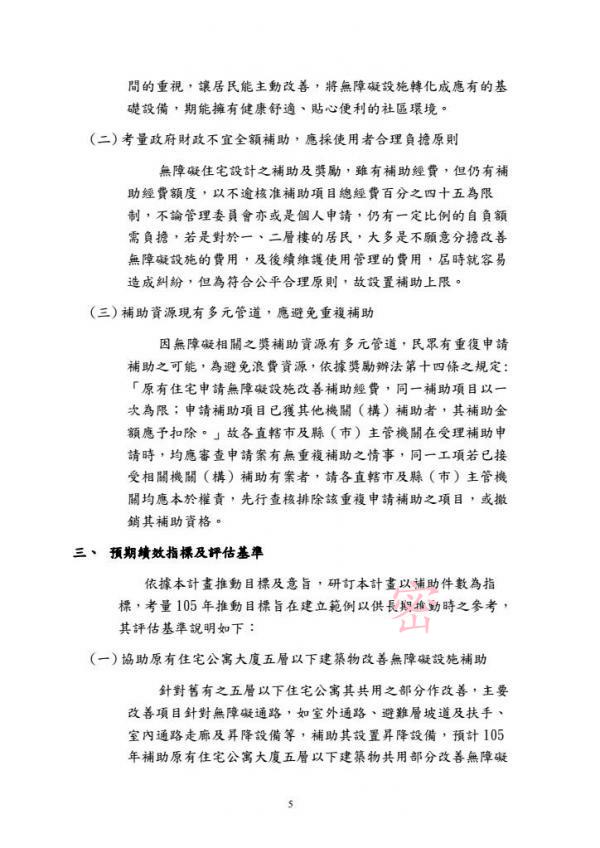 間的重視，讓居民能主動改善，將無障礙設施轉化成應有的基
礎設備，期能擁有健康舒適、貼心便利的社區環境。
(二)考量政府財政不宜全額補助，應採使用者合理負擔原則
無障礙住宅設計之補助及獎勵，雖有補助經費，但仍有補
助經費額度，以不逾核准補助項目總經費百分之四十五為限
制，不論管理委員會亦或是個人申請，仍有一定比例的自負額
需負擔，若是對於一、二層樓的居民，大多是不願意分擔改善
無障礙設施的費用，及後續維護使用管理的費用，屆時就容易
造成糾紛，但為符合公平合理原則，故設置補助上限。
(三)補助資源現有多元管道，應避免重複補助
因無障礙相關之獎補助資源有多元管道，民眾有重復申請
補助之可能，為避免浪費資源，依據獎勵辦法第十四條之規定:
「原有住宅申請無障礙設施改善補助經費，同一補助項目以一
次為限；申請補助項目已獲其他機關（構）補助者，其補助金
額應予扣除。」故各直轄市及縣（市）主管機關在受理補助申
請時，均應審查申請案有無重複補助之情事，同一工項若已接
受相關機關（構）補助有案者，請各直轄市及縣（市）主管機
關均應本於權責，先行查核排除該重複申請補助之項目，或撤
銷其補助資格。
三、 預期績效指標及評估基準
依據本計畫推動目標及意旨，研訂本計畫以補助件數為指
標，考量 105 年推動目標旨在建立範例以供長期推動時之參考，
其評估基準說明如下：
密
(一)協助原有住宅公寓大廈五層以下建築物改善無障礙設施補助
針對舊有之五層以下住宅公寓其共用之部分作改善，主要
改善項目針對無障礙通路，如室外通路、避難層坡道及扶手、
室內通路走廊及昇降設備等，補助其設置昇降設備，預計 105
年補助原有住宅公寓大廈五層以下建築物共用部分改善無障礙
5